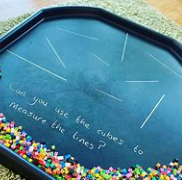 Can you use the cubes to
measure the lines?